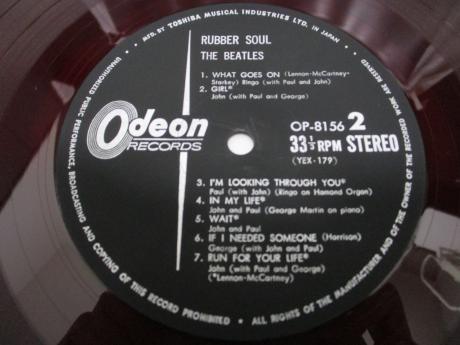 MFD. BY TOSHIBA MUSICAL INDUSTRIES LTD. IN JAPAN
RUBBER SOUL
THE BEATLES
1. WHAT GOES ON (Lennon-McCartney-
Starkey) Ringo (with Paul and John)
2. GIRL*
John (with Paul and George)
Odeon
RECORDS
OP-8156 2
33⅓RPM STEREO
(YEX-179)
3. I'M LOOKING THROUGH YOU*
Paul (with John) (Ringo on Hamond Organ)
4. IN MY LIFE*
John and Paul (George Martin on piano)
5. WAIT*
John and Paul
6. IF I NEEDED SOMEONE (Harrison)
George (with John and Paul)
7. RUN FOR YOUR LIFE*
John (with Paul and George)
(*Lennon-McCartney)
UNAUTHORIZED PUBLIC PERFORMANCE, BROADCASTING AND COPYING OF THIS RECORD PROHIBITED • ALL RIGHTS OF THE MANUFACTURER AND OF THE OWNER OF THE RECORDED WORK ARE RESERVED •